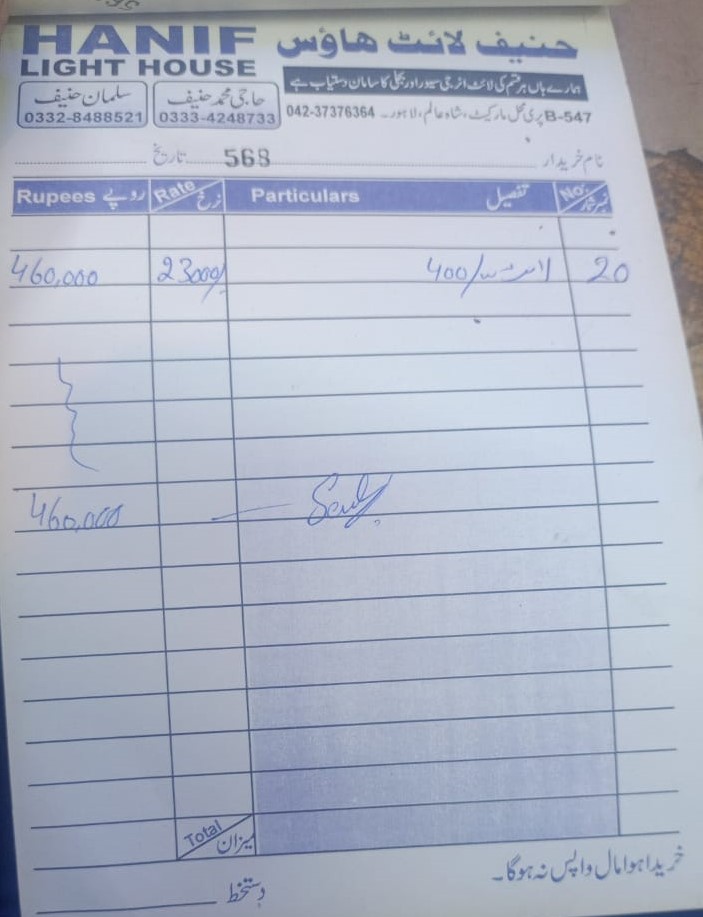 HANIF حنیف لائٹ ھاؤس
LIGHT HOUSE
ہمارے ہاں ہر قسم کی لائٹ انرجی سیور اور بجلی کا سامان دستیاب ہے
سلمان حنیف حاجی محمد حنیف
0332-8488521 0333-4248733
B-547 پری محل مارکیٹ، شاہ عالم، لاہور۔ 042-37376364
نام خریدار 568 تاریخ
Rupees روپے Rate نرخ Particulars تفصیل No. نمبر شمار
460,000 23000/- 400/ لائٹ 20
460,000
Total میزان
خریدا ہوا مال واپس نہ ہوگا۔
دستخط